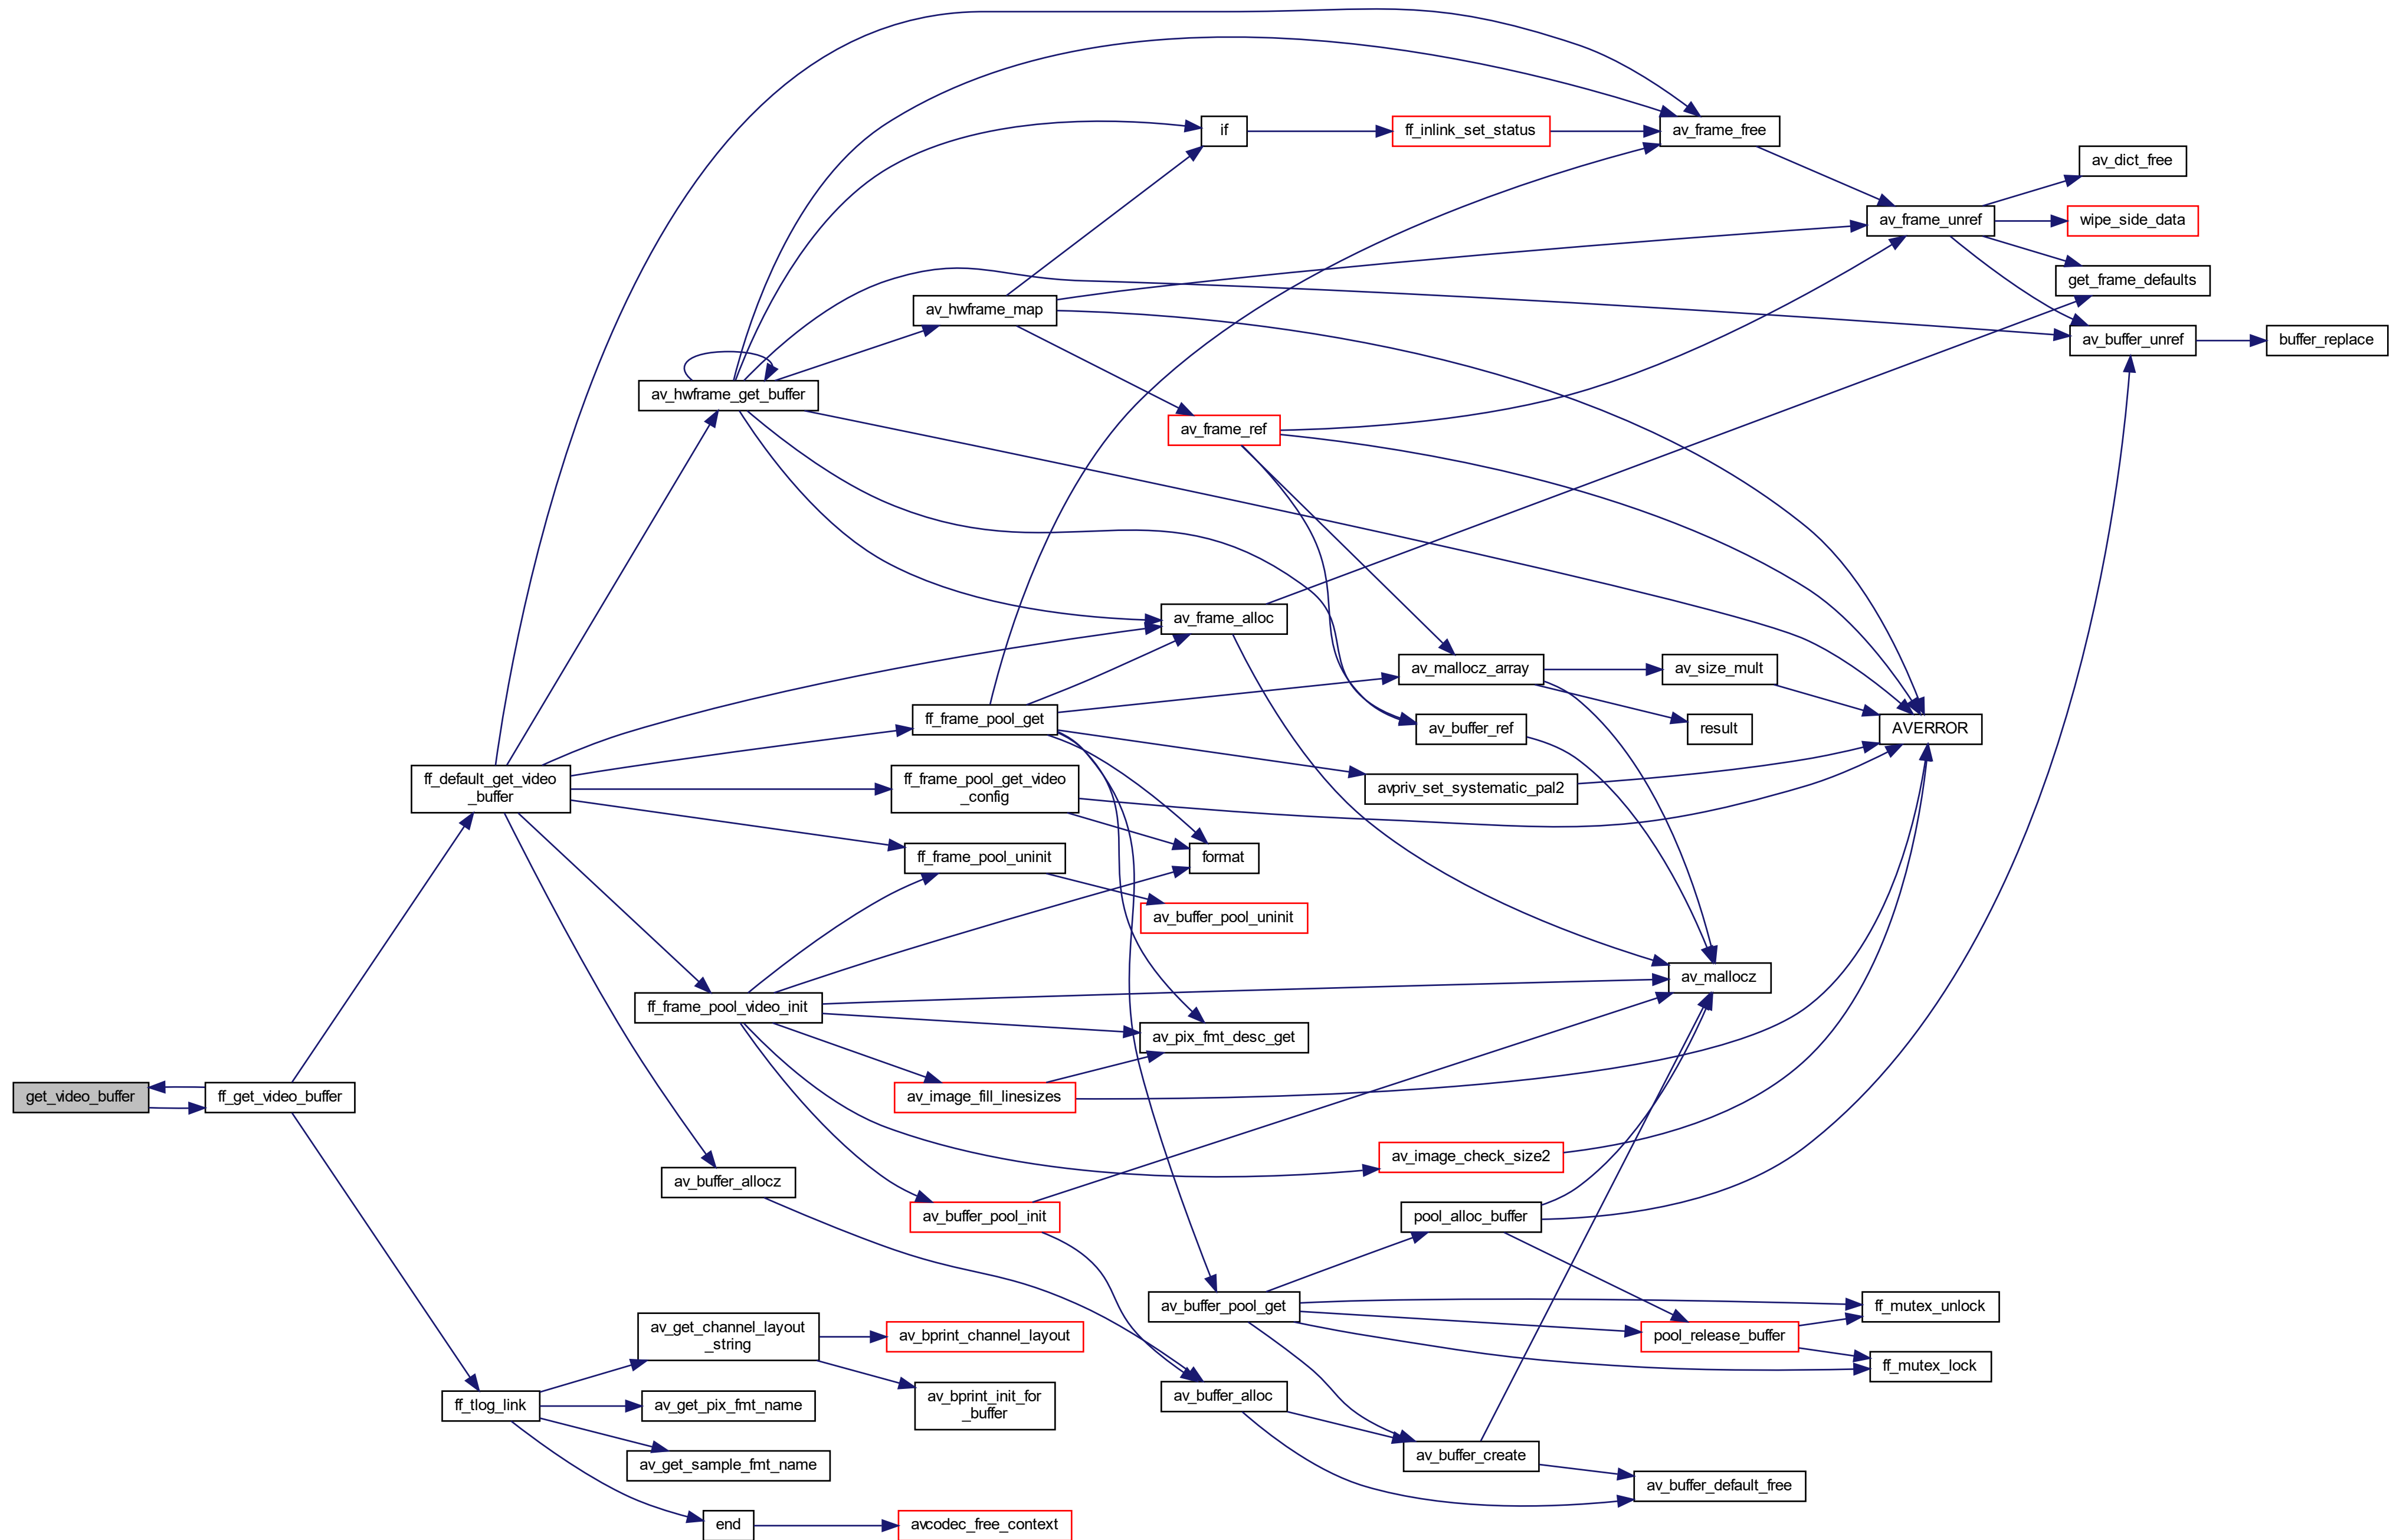 if
ff_inlink_set_status
av_frame_free
av_dict_free
av_frame_unref
wipe_side_data
get_frame_defaults
av_hwframe_map
av_buffer_unref
buffer_replace
av_hwframe_get_buffer
av_frame_ref
av_frame_alloc
av_mallocz_array
av_size_mult
ff_frame_pool_get
av_buffer_ref
result
AVERROR
ff_default_get_video
_buffer
ff_frame_pool_get_video
_config
avpriv_set_systematic_pal2
ff_frame_pool_uninit
format
av_buffer_pool_uninit
av_mallocz
ff_frame_pool_video_init
av_pix_fmt_desc_get
get_video_buffer
ff_get_video_buffer
av_image_fill_linesizes
av_image_check_size2
av_buffer_allocz
av_buffer_pool_init
pool_alloc_buffer
av_buffer_pool_get
ff_mutex_unlock
av_get_channel_layout
_string
av_bprint_channel_layout
pool_release_buffer
ff_mutex_lock
ff_tlog_link
av_get_pix_fmt_name
av_bprint_init_for
_buffer
av_buffer_alloc
av_get_sample_fmt_name
av_buffer_create
av_buffer_default_free
end
avcodec_free_context